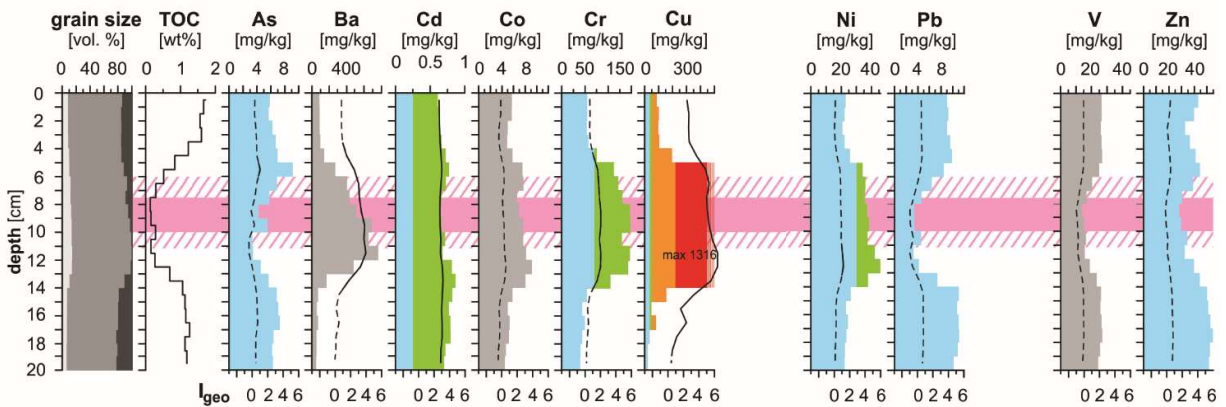 grain size TOC As Ba Cd Co Cr Cu Ni Pb V Zn
[vol. %] [wt%] [mg/kg] [mg/kg] [mg/kg] [mg/kg] [mg/kg] [mg/kg] [mg/kg] [mg/kg] [mg/kg] [mg/kg]
0 40 80 0 1 2 0 4 8 0 400 0 0.5 1 0 4 8 0 50 150 0 300 0 20 40 0 4 8 0 20 40 0 20 40
0
2
4
6
8
10
12
14
16
18
20
depth [cm]
max 1316
Igeo 0 2 4 6 0 2 4 6 0 2 4 6 0 2 4 6 0 2 4 6 0 2 4 6 0 2 4 6 0 2 4 6 0 2 4 6 0 2 4 6